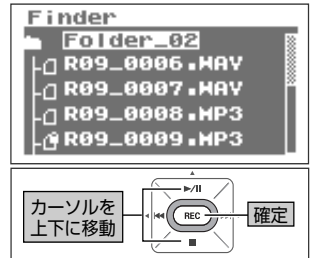 Finder
Folder_02
R09_0006.WAV
R09_0007.WAV
R09_0008.MP3
R09_0009.MP3
カーソルを
上下に移動
REC
確定